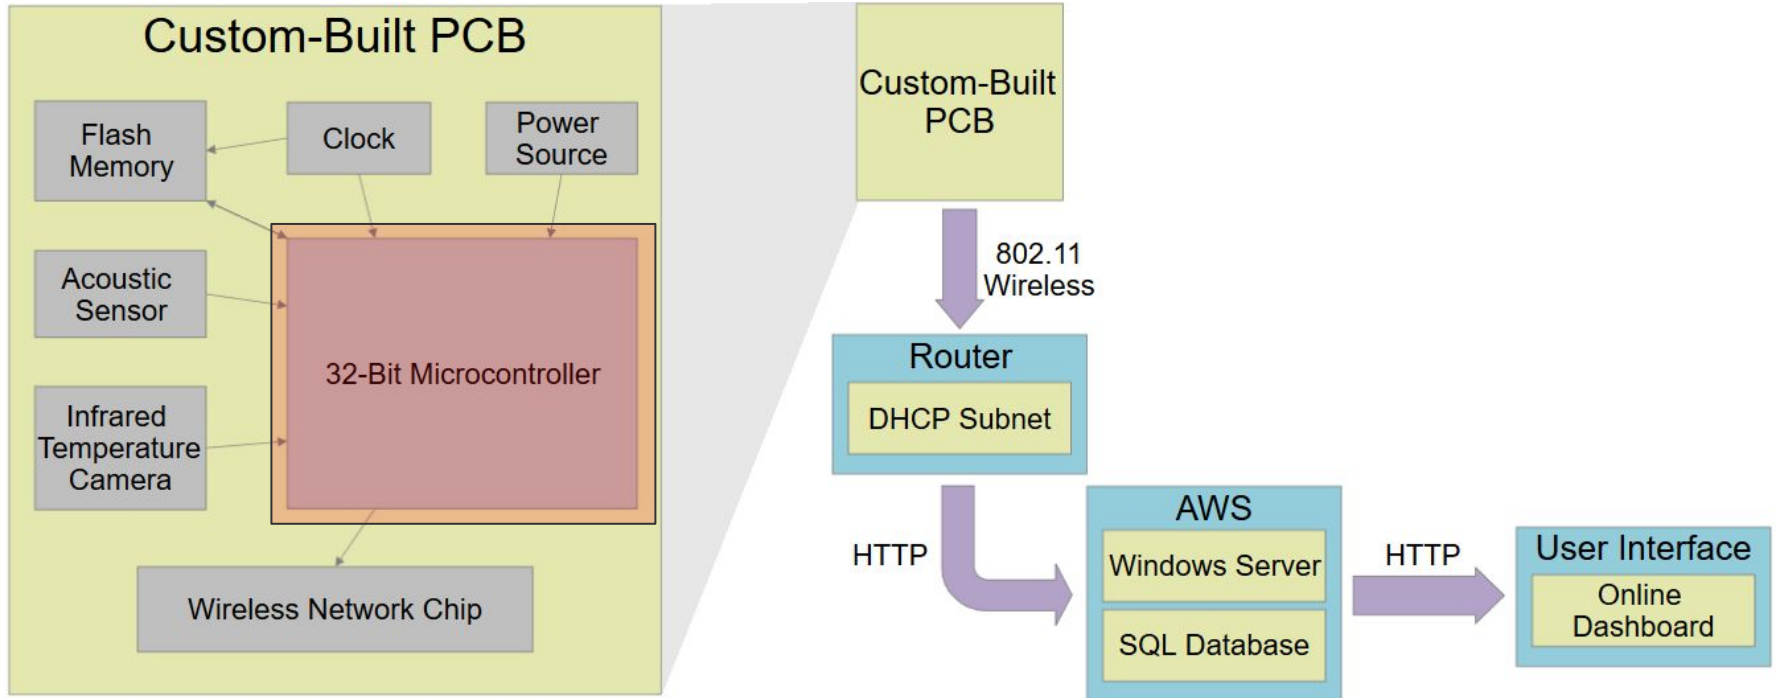 Custom-Built PCB
Flash
Memory
Clock
Power
Source
Acoustic
Sensor
32-Bit Microcontroller
Infrared
Temperature
Camera
Wireless Network Chip
Custom-Built
PCB
802.11
Wireless
Router
DHCP Subnet
HTTP
AWS
Windows Server
SQL Database
HTTP
User Interface
Online
Dashboard